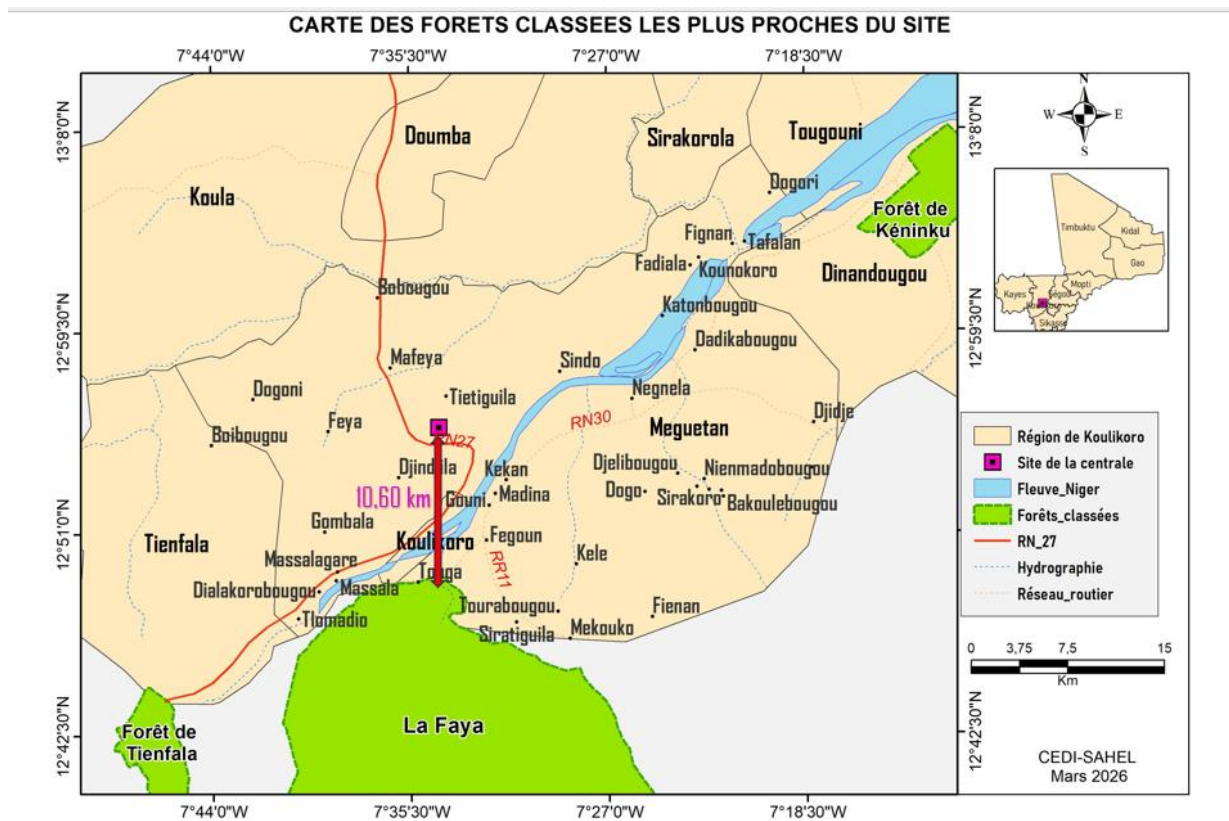 CARTE DES FORETS CLASSEES LES PLUS PROCHES DU SITE
7°44'0"W
7°35'30"W
7°27'0"W
7°18'30"W
13°8'0"N
13°8'0"N
N
W
E
S
Doumba
Sirakorola
Tougouni
Koula
Dogori
Forêt de
Kéninku
Fignan
Tafalan
Fadiala
Kounokoro
Dinandougou
Bobougou
Katonbougou
Timbuktu
Kidal
Gao
Mopti
Kayes
Ségou
Sikasso
12°59'30"N
12°59'30"N
Mafeya
Sindo
Dadikabougou
Dogoni
Tietiguila
Negnela
Feya
RN30
Djidje
Boibougou
RN27
Meguetan
Djindjila
Kekan
Djelibougou
Nienmadobougou
10,60 km
Gouni
Madina
Dogo
Sirakoro
Bakoulebougou
Gombala
12°51'0"N
Tienfala
Koulikoro
Fegoun
Massalagare
Kele
RR11
Dialakorobougou
Massala
Tonga
Tlomadio
Tourabougou
Fienan
Siratiguila
Mekouko
La Faya
Forêt de
Tienfala
12°42'30"N
12°42'30"N
Région de Koulikoro
Site de la centrale
Fleuve_Niger
Forêts_classées
RN_27
Hydrographie
Réseau_routier
0 3,75 7,5 15
Km
CEDI-SAHEL
Mars 2026
7°44'0"W
7°35'30"W
7°27'0"W
7°18'30"W